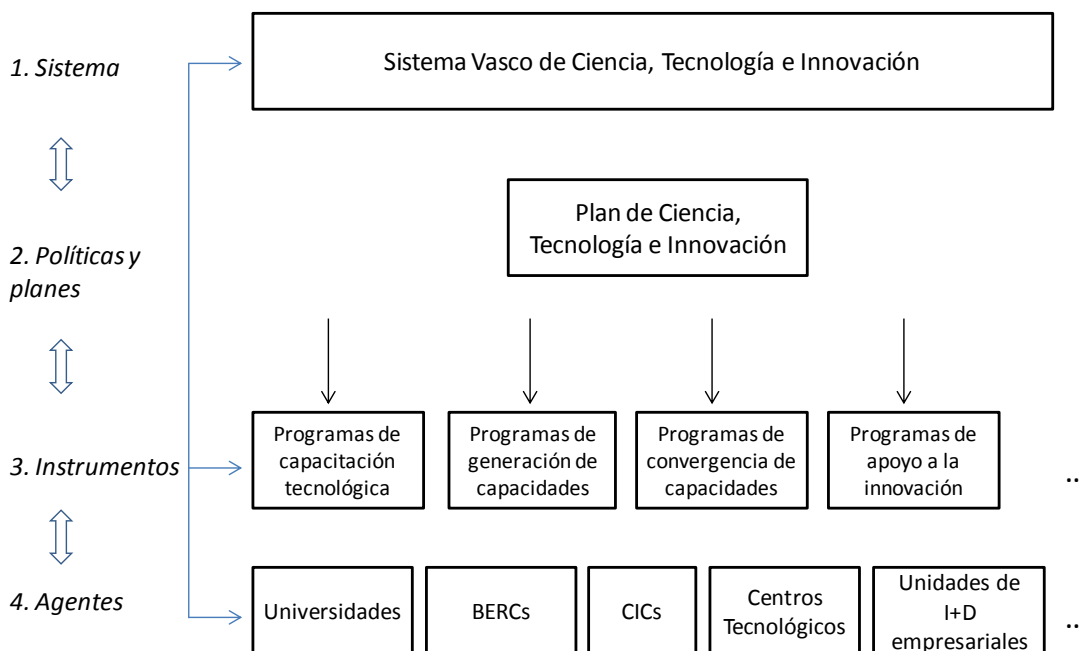 1. Sistema
Sistema Vasco de Ciencia, Tecnología e Innovación
2. Políticas y
planes
Plan de Ciencia,
Tecnología e Innovación
3. Instrumentos
Programas de
capacitación
tecnológica
Programas de
generación de
capacidades
Programas de
convergencia de
capacidades
Programas de
apoyo a la
innovación
..
4. Agentes
Universidades
BERCs
CICs
Centros
Tecnológicos
Unidades de
I+D
empresariales
..